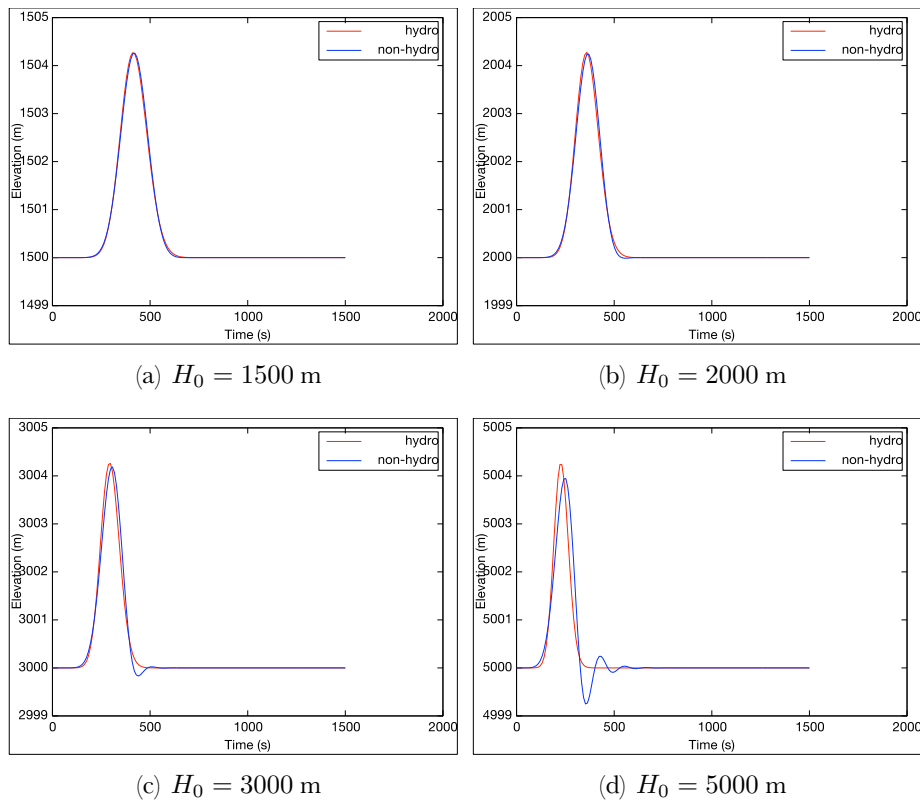 1505
hydro
non-hydro
1504
1503
Elevation (m)
1502
1501
1500
1499
0 500 1000 1500 2000
Time (s)
(a) H₀ = 1500 m
2005
hydro
non-hydro
2004
2003
Elevation (m)
2002
2001
2000
1999
0 500 1000 1500 2000
Time (s)
(b) H₀ = 2000 m
3005
hydro
non-hydro
3004
3003
Elevation (m)
3002
3001
3000
2999
0 500 1000 1500 2000
Time (s)
(c) H₀ = 3000 m
5005
hydro
non-hydro
5004
5003
Elevation (m)
5002
5001
5000
4999
0 500 1000 1500 2000
Time (s)
(d) H₀ = 5000 m